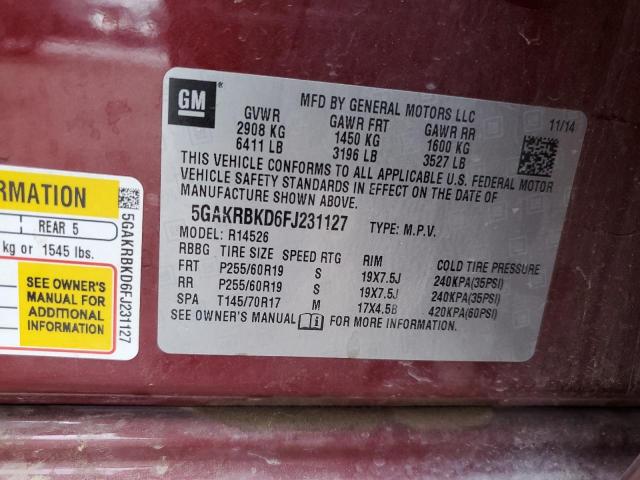 GM
MFD BY GENERAL MOTORS LLC
11/14
GVWR GAWR FRT GAWR RR
2908 KG 1450 KG 1600 KG
6411 LB 3196 LB 3527 LB
THIS VEHICLE CONFORMS TO ALL APPLICABLE U.S. FEDERAL MOTOR
VEHICLE SAFETY STANDARDS IN EFFECT ON THE DATE OF
MANUFACTURE SHOWN ABOVE.
5GAKRBKD6FJ231127 TYPE: M.P.V.
MODEL: R14526
RBBG TIRE SIZE SPEED RTG RIM COLD TIRE PRESSURE
FRT P255/60R19 S 19X7.5J 240KPA(35PSI)
RR P255/60R19 S 19X7.5J 240KPA(35PSI)
SPA T145/70R17 M 17X4.5B 420KPA(60PSI)
SEE OWNER'S MANUAL FOR MORE INFORMATION.
REAR 5
kg or 1545 lbs.
SEE OWNER'S
MANUAL FOR
ADDITIONAL
INFORMATION
5GAKRBKD6FJ231127